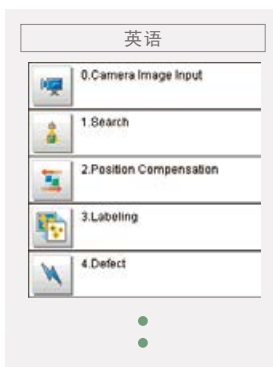 英语
0.Camera Image Input
1.Search
2.Position Compensation
3.Labeling
4.Defect